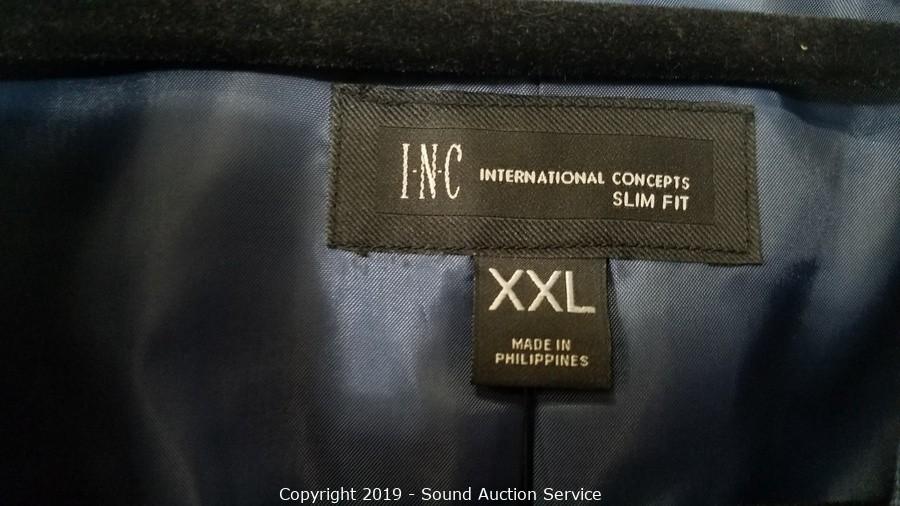 I·N·C INTERNATIONAL CONCEPTS
SLIM FIT
XXL
MADE IN
PHILIPPINES
Copyright 2019 - Sound Auction Service